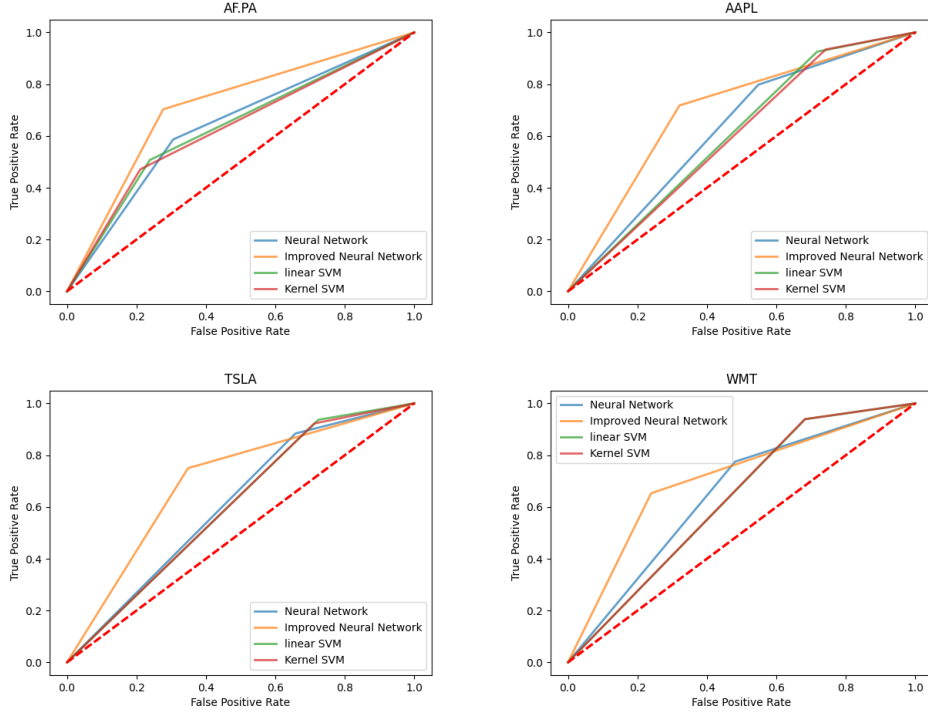 AF.PA
1.0
0.8
0.6
0.4
0.2
0.0
True Positive Rate
Neural Network
Improved Neural Network
linear SVM
Kernel SVM
0.0 0.2 0.4 0.6 0.8 1.0
False Positive Rate
AAPL
1.0
0.8
0.6
0.4
0.2
0.0
True Positive Rate
Neural Network
Improved Neural Network
linear SVM
Kernel SVM
0.0 0.2 0.4 0.6 0.8 1.0
False Positive Rate
TSLA
1.0
0.8
0.6
0.4
0.2
0.0
True Positive Rate
Neural Network
Improved Neural Network
linear SVM
Kernel SVM
0.0 0.2 0.4 0.6 0.8 1.0
False Positive Rate
WMT
1.0
0.8
0.6
0.4
0.2
0.0
True Positive Rate
Neural Network
Improved Neural Network
linear SVM
Kernel SVM
0.0 0.2 0.4 0.6 0.8 1.0
False Positive Rate